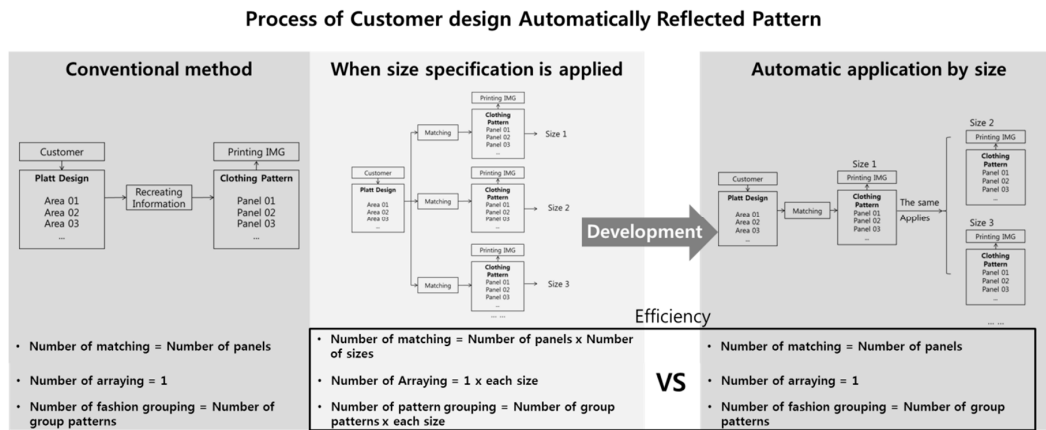 Process of Customer design Automatically Reflected Pattern
Conventional method
Customer
Platt Design
Area 01
Area 02
Area 03
...
Recreating
Information
Printing IMG
Clothing Pattern
Panel 01
Panel 02
Panel 03
...
• Number of matching = Number of panels
• Number of arraying = 1
• Number of fashion grouping = Number of
group patterns
When size specification is applied
Customer
Platt Design
Area 01
Area 02
Area 03
...
Matching
Printing IMG
Clothing
Pattern
Panel 01
Panel 02
Panel 03
...
Size 1
Matching
Printing IMG
Clothing
Pattern
Panel 01
Panel 02
Panel 03
...
Size 2
Matching
Printing IMG
Clothing
Pattern
Panel 01
Panel 02
Panel 03
...
Size 3
... ...
• Number of matching = Number of panels x Number
of sizes
• Number of Arraying = 1 x each size
• Number of pattern grouping = Number of group
patterns x each size
Development
Efficiency
VS
Automatic application by size
Customer
Platt Design
Area 01
Area 02
Area 03
...
Matching
Size 1
Printing IMG
Clothing
Pattern
Panel 01
Panel 02
Panel 03
...
The same
Applies
Size 2
Printing IMG
Clothing
Pattern
Panel 01
Panel 02
Panel 03
...
Size 3
Printing IMG
Clothing
Pattern
Panel 01
Panel 02
Panel 03
...
... ...
• Number of matching = Number of panels
• Number of arraying = 1
• Number of fashion grouping = Number of group
patterns